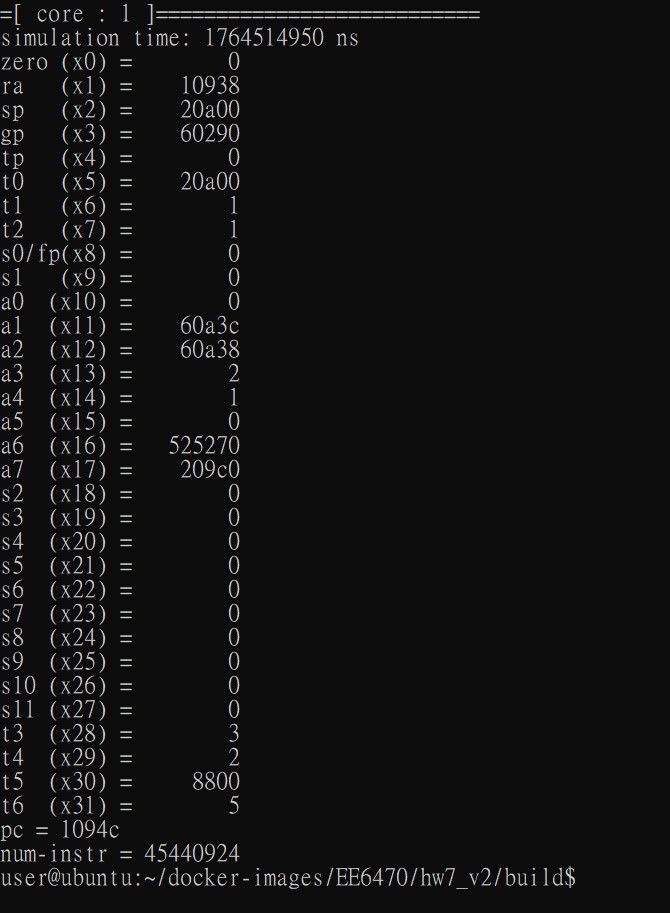 =[ core : 1 ]===========================
simulation time: 1764514950 ns
zero (x0) =        0
ra   (x1) =    10938
sp   (x2) =    20a00
gp   (x3) =    60290
tp   (x4) =        0
t0   (x5) =    20a00
t1   (x6) =        1
t2   (x7) =        1
s0/fp(x8) =        0
s1   (x9) =        0
a0  (x10) =        0
a1  (x11) =    60a3c
a2  (x12) =    60a38
a3  (x13) =        2
a4  (x14) =        1
a5  (x15) =        0
a6  (x16) =   525270
a7  (x17) =    209c0
s2  (x18) =        0
s3  (x19) =        0
s4  (x20) =        0
s5  (x21) =        0
s6  (x22) =        0
s7  (x23) =        0
s8  (x24) =        0
s9  (x25) =        0
s10 (x26) =        0
s11 (x27) =        0
t3  (x28) =        3
t4  (x29) =        2
t5  (x30) =     8800
t6  (x31) =        5
pc = 1094c
num-instr = 45440924
user@ubuntu:~/docker-images/EE6470/hw7_v2/build$